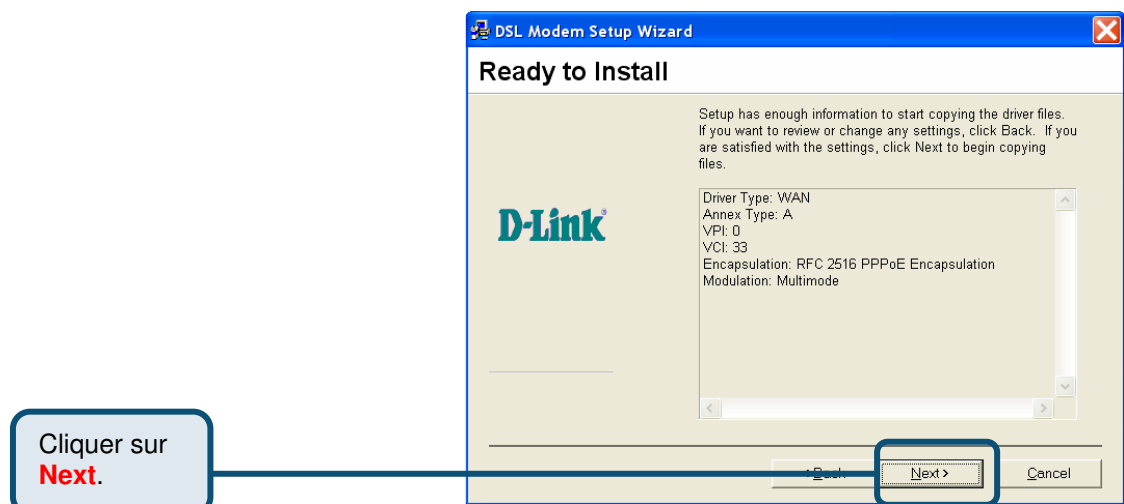 DSL Modem Setup Wizard
Ready to Install
Setup has enough information to start copying the driver files.
If you want to review or change any settings, click Back. If you
are satisfied with the settings, click Next to begin copying
files.
D-Link®
Driver Type: WAN
Annex Type: A
VPI: 0
VCI: 33
Encapsulation: RFC 2516 PPPoE Encapsulation
Modulation: Multimode
Cliquer sur
Next.
< Back
Next >
Cancel